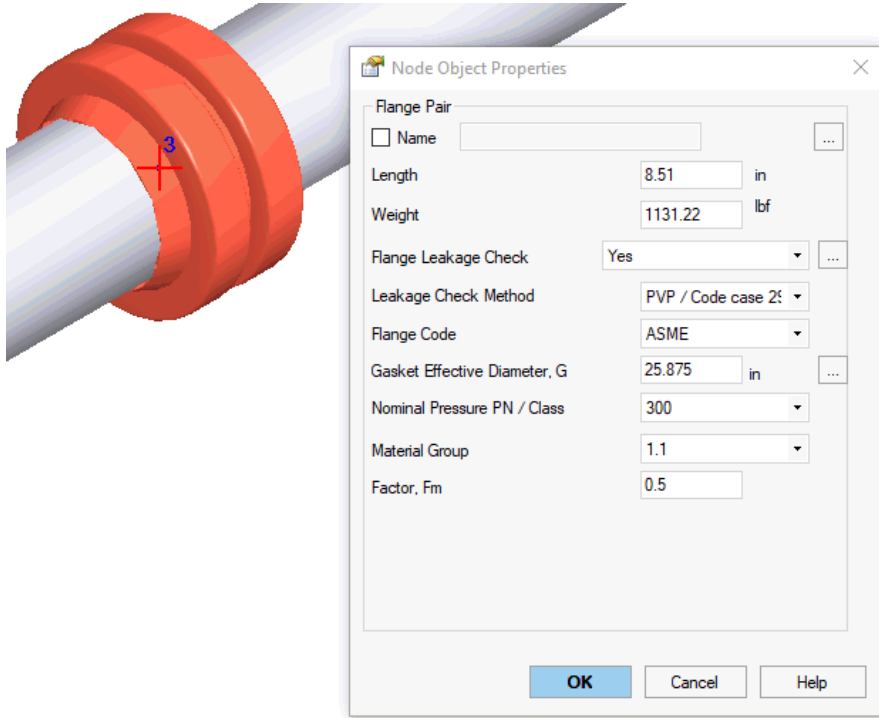 3
Node Object Properties
Flange Pair
Name ...
Length 8.51 in
Weight 1131.22 lbf
Flange Leakage Check Yes ...
Leakage Check Method PVP / Code case
Flange Code ASME
Gasket Effective Diameter, G 25.875 in ...
Nominal Pressure PN / Class 300
Material Group 1.1
Factor, Fm 0.5
OK Cancel Help